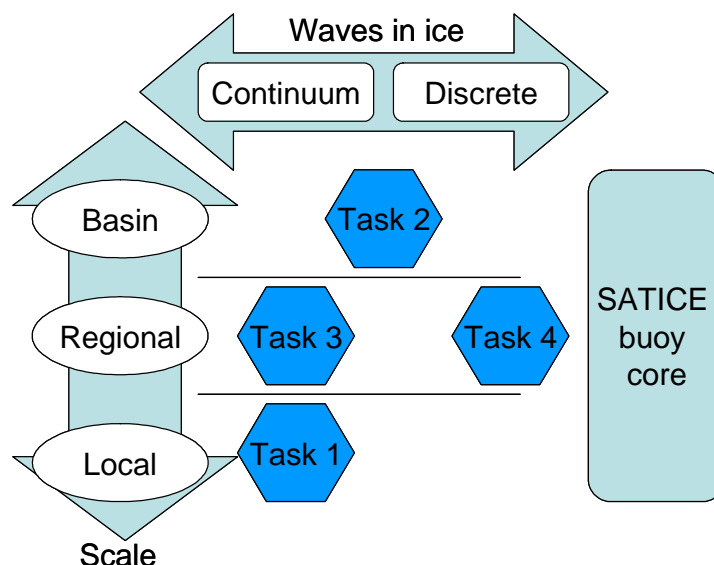 Waves in ice
Continuum
Discrete
Basin
Task 2
Regional
Task 3
Task 4
SATICE
buoy
core
Local
Task 1
Scale